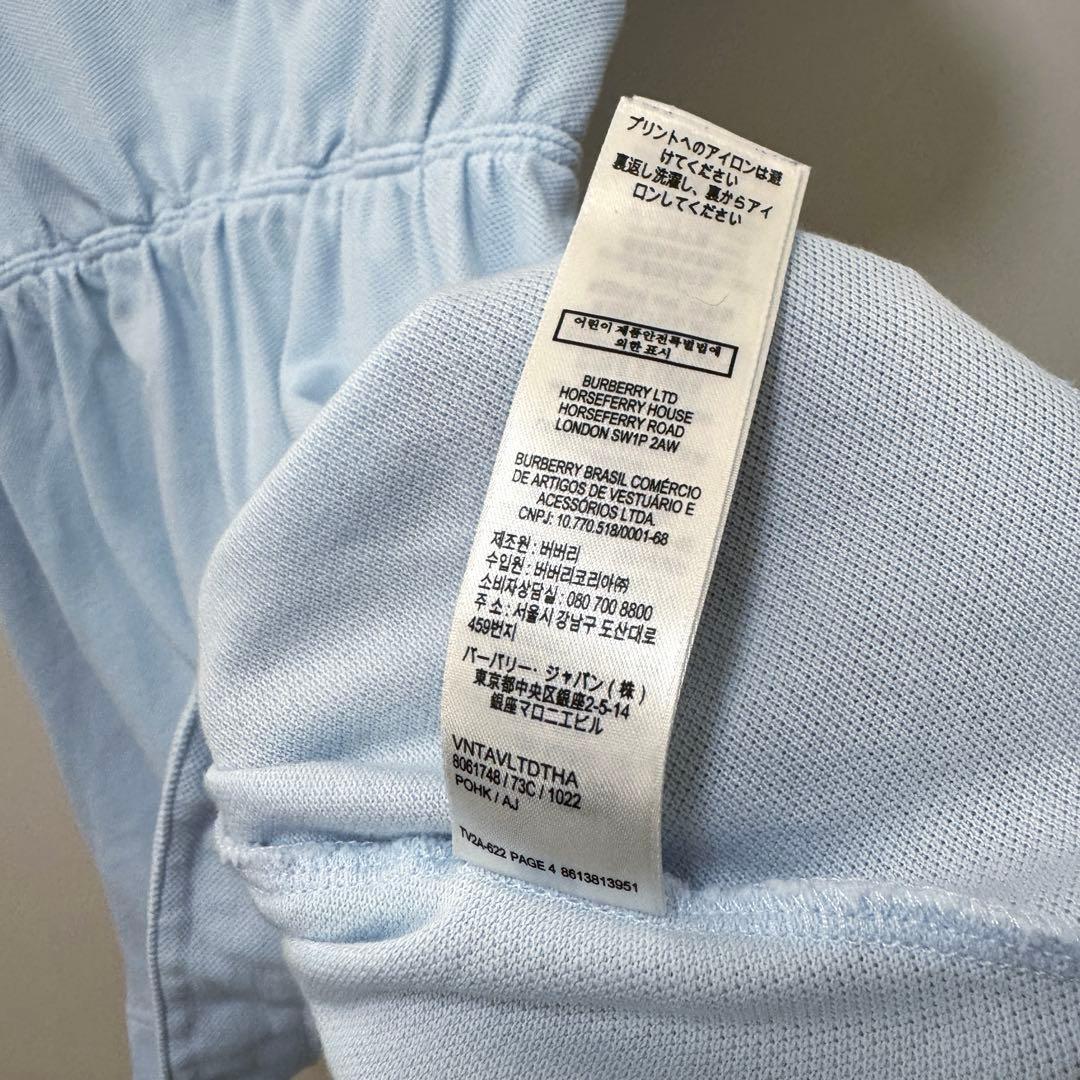 プリントへのアイロンは避
けてください
裏返し洗濯し、裏からアイ
ロンしてください
어린이 제품안전특별법에
의한 표시
BURBERRY LTD
HORSEFERRY HOUSE
HORSEFERRY ROAD
LONDON SW1P 2AW
BURBERRY BRASIL COMÉRCIO
DE ARTIGOS DE VESTUÁRIO E
ACESSÓRIOS LTDA.
CNPJ: 10.770.518/0001-68
제조원 : 버버리
수입원 : 버버리코리아㈜
소비자상담실 : 080 700 8800
주 소 : 서울시 강남구 도산대로
459번지
バーバリー・ジャパン(株)
東京都中央区銀座2-5-14
銀座マロニエビル
VNTAVLTDTHA
8061748 / 73C / 1022
POHK / AJ
TV2A-622 PAGE 4 8613813951